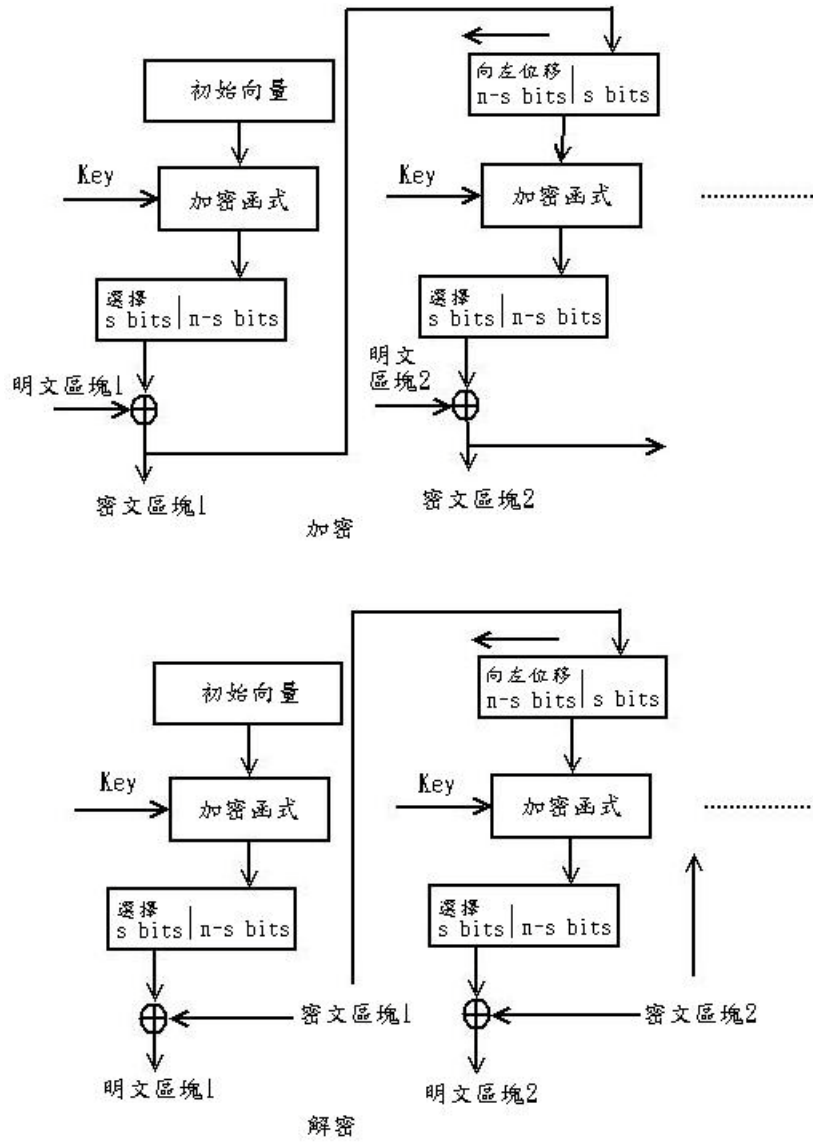 初始向量
向左位移
n-s bits | s bits
Key
加密函式
Key
加密函式
選擇
s bits | n-s bits
選擇
s bits | n-s bits
明文區塊1
明文
區塊2
密文區塊1
密文區塊2
加密
初始向量
向左位移
n-s bits | s bits
Key
加密函式
Key
加密函式
選擇
s bits | n-s bits
選擇
s bits | n-s bits
密文區塊1
密文區塊2
明文區塊1
明文區塊2
解密